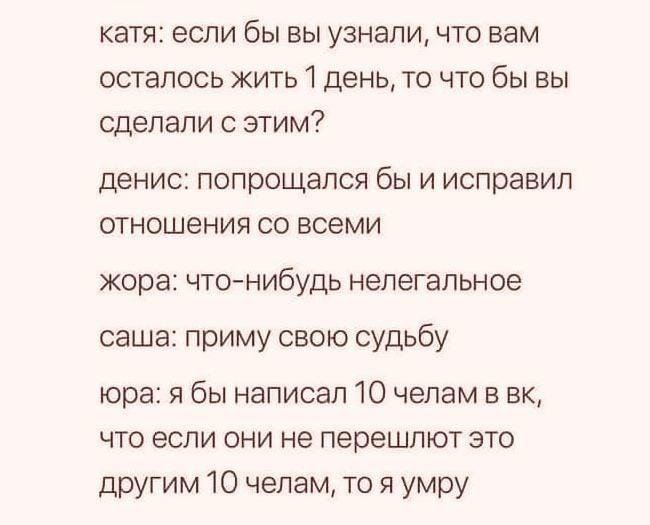 катя: если бы вы узнали, что вам
осталось жить 1 день, то что бы вы
сделали с этим?
денис: попрощался бы и исправил
отношения со всеми
жора: что-нибудь нелегальное
саша: приму свою судьбу
юра: я бы написал 10 челам в вк,
что если они не перешлют это
другим 10 челам, то я умру